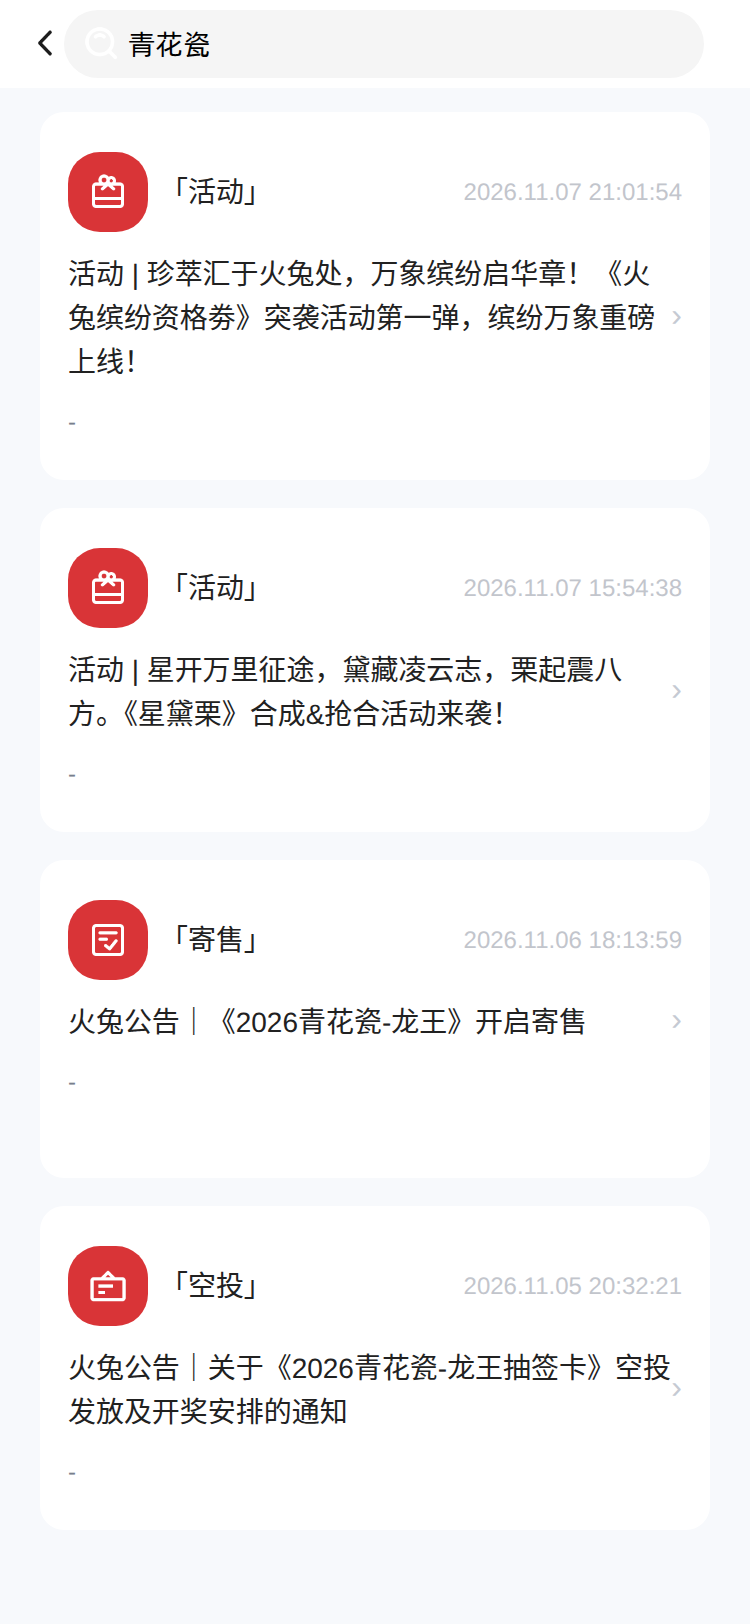 青花瓷
「活动」
2026.11.07 21:01:54
活动 | 珍萃汇于火兔处，万象缤纷启华章！《火
兔缤纷资格劵》突袭活动第一弹，缤纷万象重磅
上线！
-
「活动」
2026.11.07 15:54:38
活动 | 星开万里征途，黛藏凌云志，栗起震八
方。《星黛栗》合成&抢合活动来袭！
-
「寄售」
2026.11.06 18:13:59
火兔公告｜《2026青花瓷-龙王》开启寄售
-
「空投」
2026.11.05 20:32:21
火兔公告｜关于《2026青花瓷-龙王抽签卡》空投
发放及开奖安排的通知
-